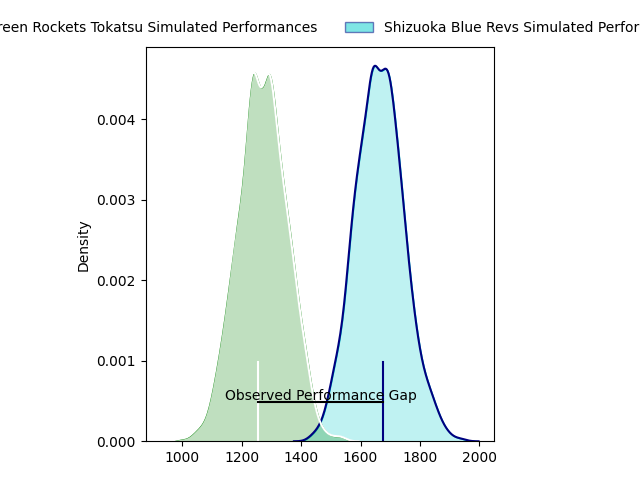 reen Rockets Tokatsu Simulated Performances
Shizuoka Blue Revs Simulated Perfor
0.004
0.003
0.002
0.001
0.000
Density
Observed Performance Gap
1000 1200 1400 1600 1800 2000